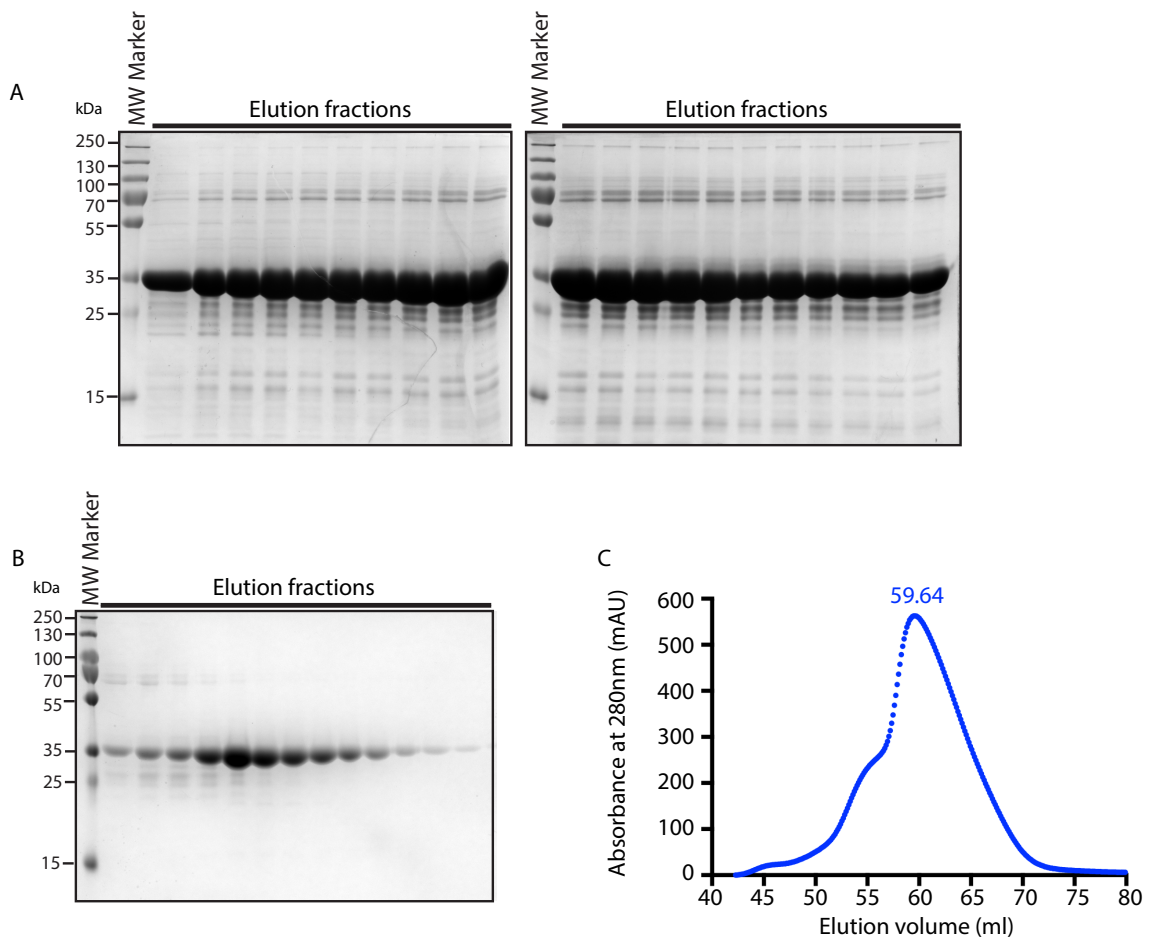 A
kDa
MW Marker
Elution fractions
250
130
100
70
55
35
25
15
MW Marker
Elution fractions
B
kDa
MW Marker
Elution fractions
250
130
100
70
55
35
25
15
C
59.64
Absorbance at 280nm (mAU)
600
500
400
300
200
100
0
40 45 50 55 60 65 70 75 80
Elution volume (ml)